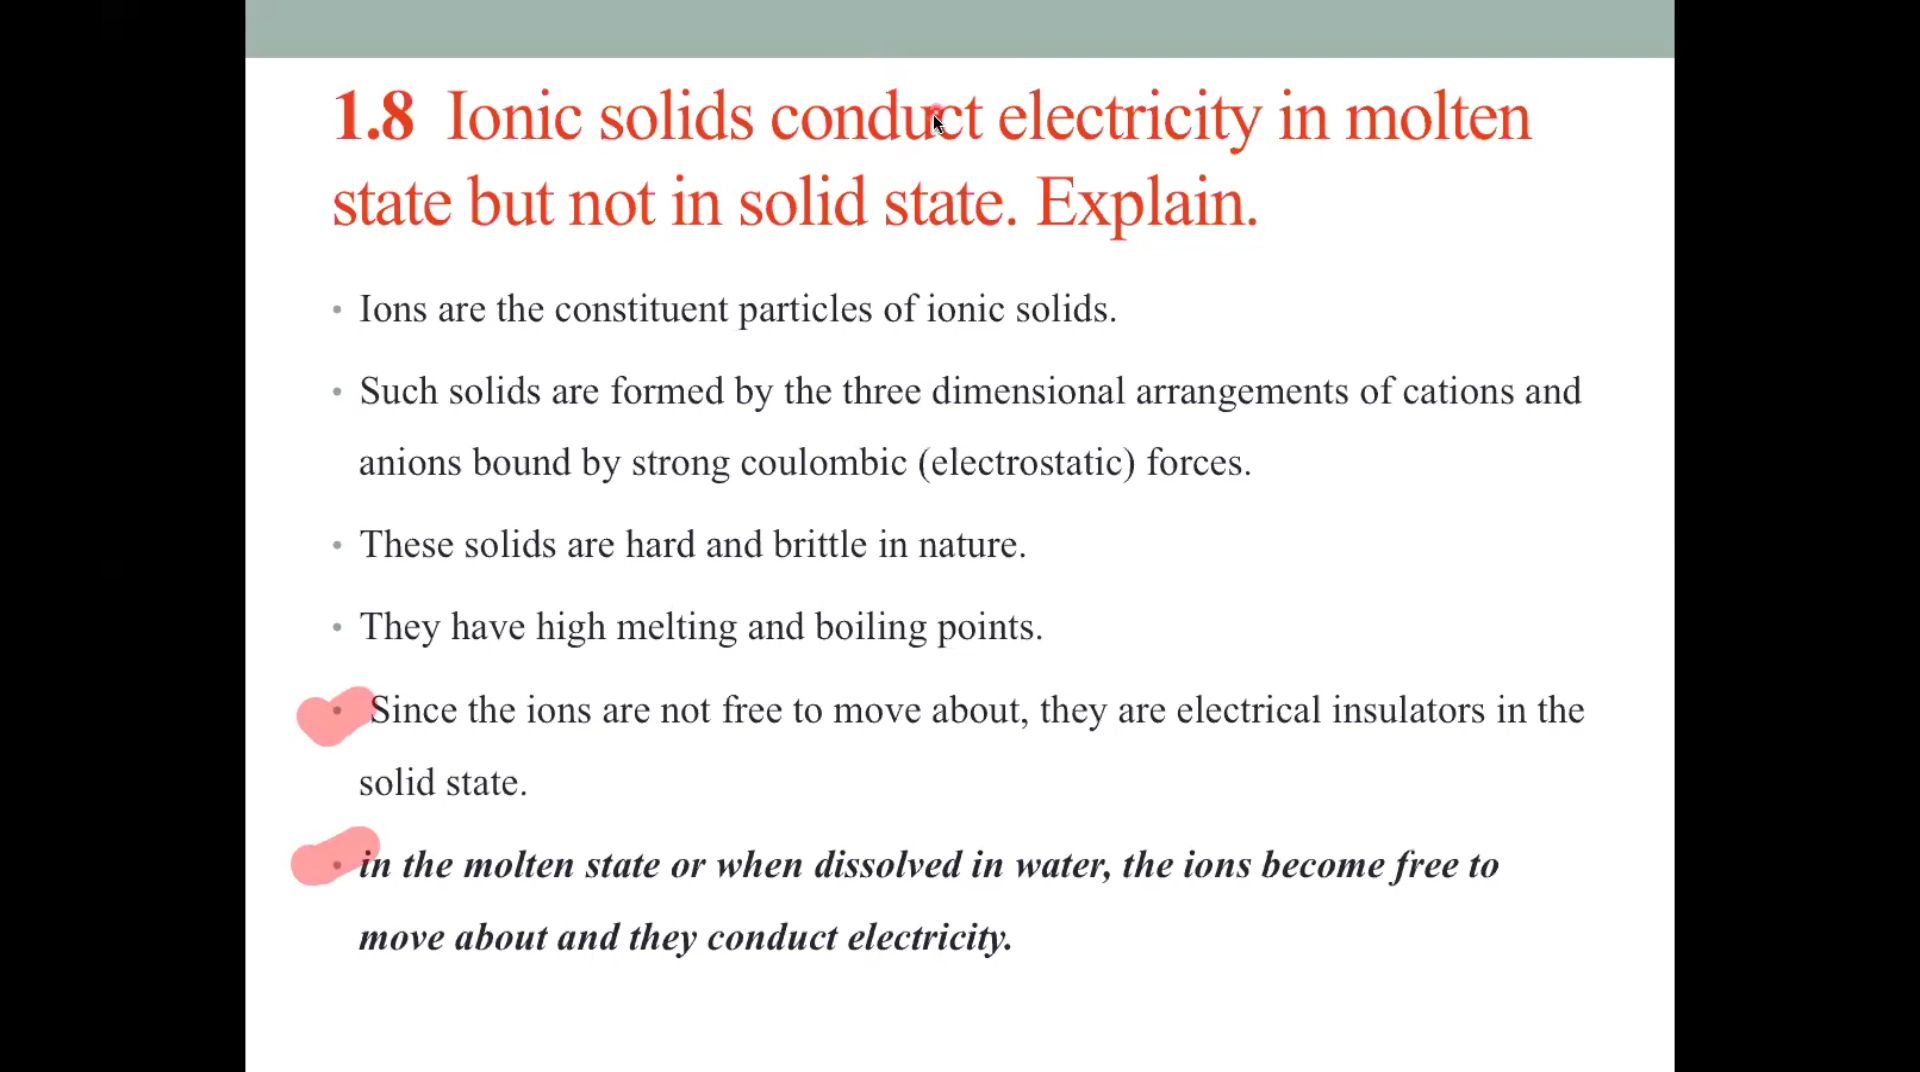 1.8 Ionic solids conduct electricity in molten
state but not in solid state. Explain.
• Ions are the constituent particles of ionic solids.
• Such solids are formed by the three dimensional arrangements of cations and
anions bound by strong coulombic (electrostatic) forces.
• These solids are hard and brittle in nature.
• They have high melting and boiling points.
• Since the ions are not free to move about, they are electrical insulators in the
solid state.
• in the molten state or when dissolved in water, the ions become free to
move about and they conduct electricity.